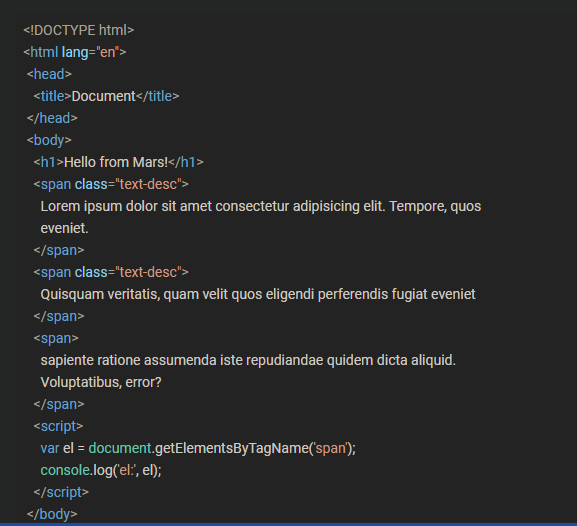 <!DOCTYPE html>
<html lang="en">
<head>
<title>Document</title>
</head>
<body>
<h1>Hello from Mars!</h1>
<span class="text-desc">
Lorem ipsum dolor sit amet consectetur adipisicing elit. Tempore, quos
eveniet.
</span>
<span class="text-desc">
Quisquam veritatis, quam velit quos eligendi perferendis fugiat eveniet
</span>
<span>
sapiente ratione assumenda iste repudiandae quidem dicta aliquid.
Voluptatibus, error?
</span>
<script>
var el = document.getElementsByTagName('span');
console.log('el:', el);
</script>
</body>